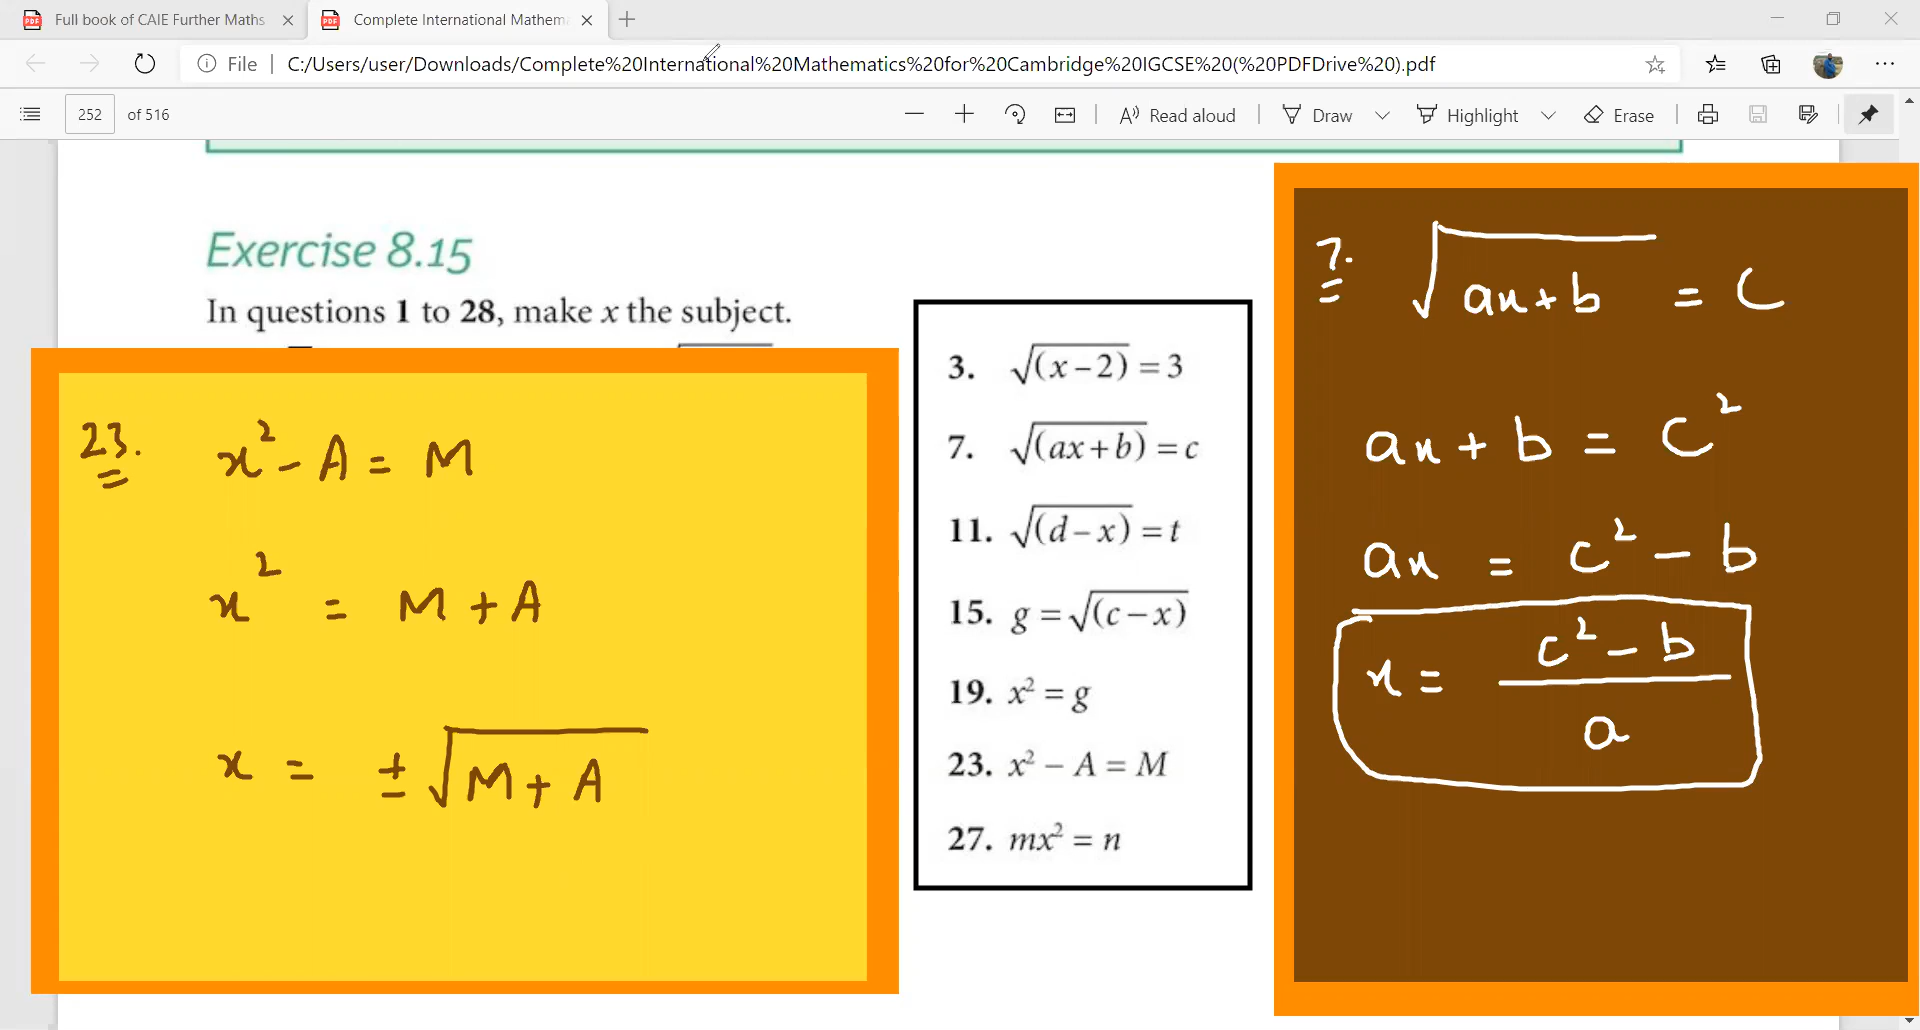 Full book of CAIE Further Maths
Complete International Mathem
File
C:/Users/user/Downloads/Complete%20International%20Mathematics%20for%20Cambridge%20IGCSE%20(%20PDFDrive%20).pdf
252 of 516
Read aloud
Draw
Highlight
Erase
Exercise 8.15
In questions 1 to 28, make x the subject.
23. x² - A = M
x² = M + A
x = ± √(M + A)
3. √(x − 2) = 3
7. √(ax + b) = c
11. √(d − x) = t
15. g = √(c − x)
19. x² = g
23. x² − A = M
27. mx² = n
7. √(ax + b) = c
ax + b = c²
ax = c² - b
x = (c² - b)/a